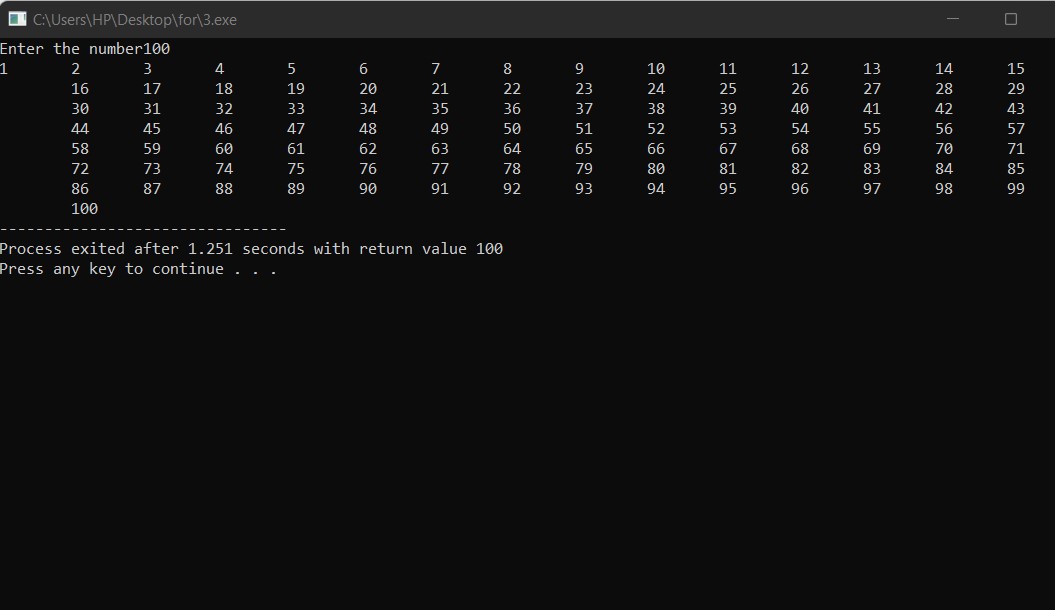 C:\Users\HP\Desktop\for\3.exe
Enter the number100
1 2 3 4 5 6 7 8 9 10 11 12 13 14 15
16 17 18 19 20 21 22 23 24 25 26 27 28 29
30 31 32 33 34 35 36 37 38 39 40 41 42 43
44 45 46 47 48 49 50 51 52 53 54 55 56 57
58 59 60 61 62 63 64 65 66 67 68 69 70 71
72 73 74 75 76 77 78 79 80 81 82 83 84 85
86 87 88 89 90 91 92 93 94 95 96 97 98 99
100
--------------------------------
Process exited after 1.251 seconds with return value 100
Press any key to continue . . .